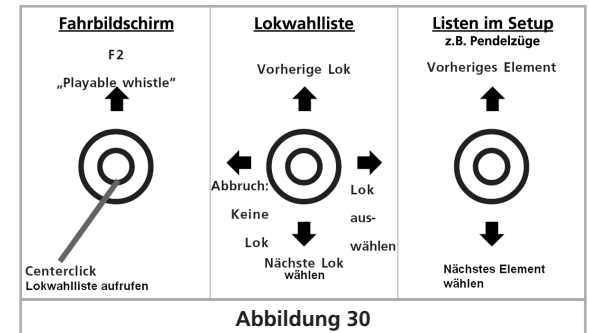 Fahrbildschirm
F2
„Playable whistle“
Centerclick
Lokwahlliste aufrufen
Lokwahlliste
Vorherige Lok
Abbruch:
Keine
Lok
Lok
aus-
wählen
Nächste Lok
wählen
Listen im Setup
z.B. Pendelzüge
Vorheriges Element
Nächstes Element
wählen
Abbildung 30